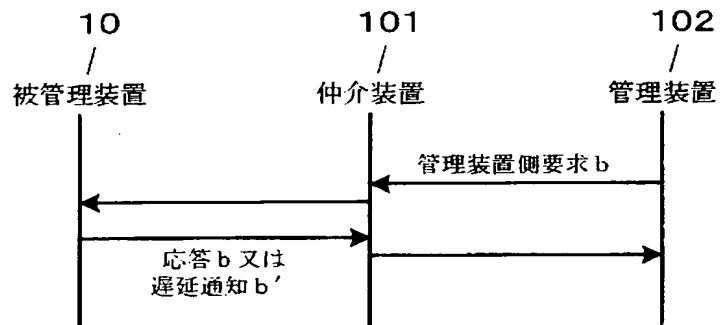 10 101 102
被管理装置 仲介装置 管理装置
管理装置側要求b
応答b又は
遅延通知b′